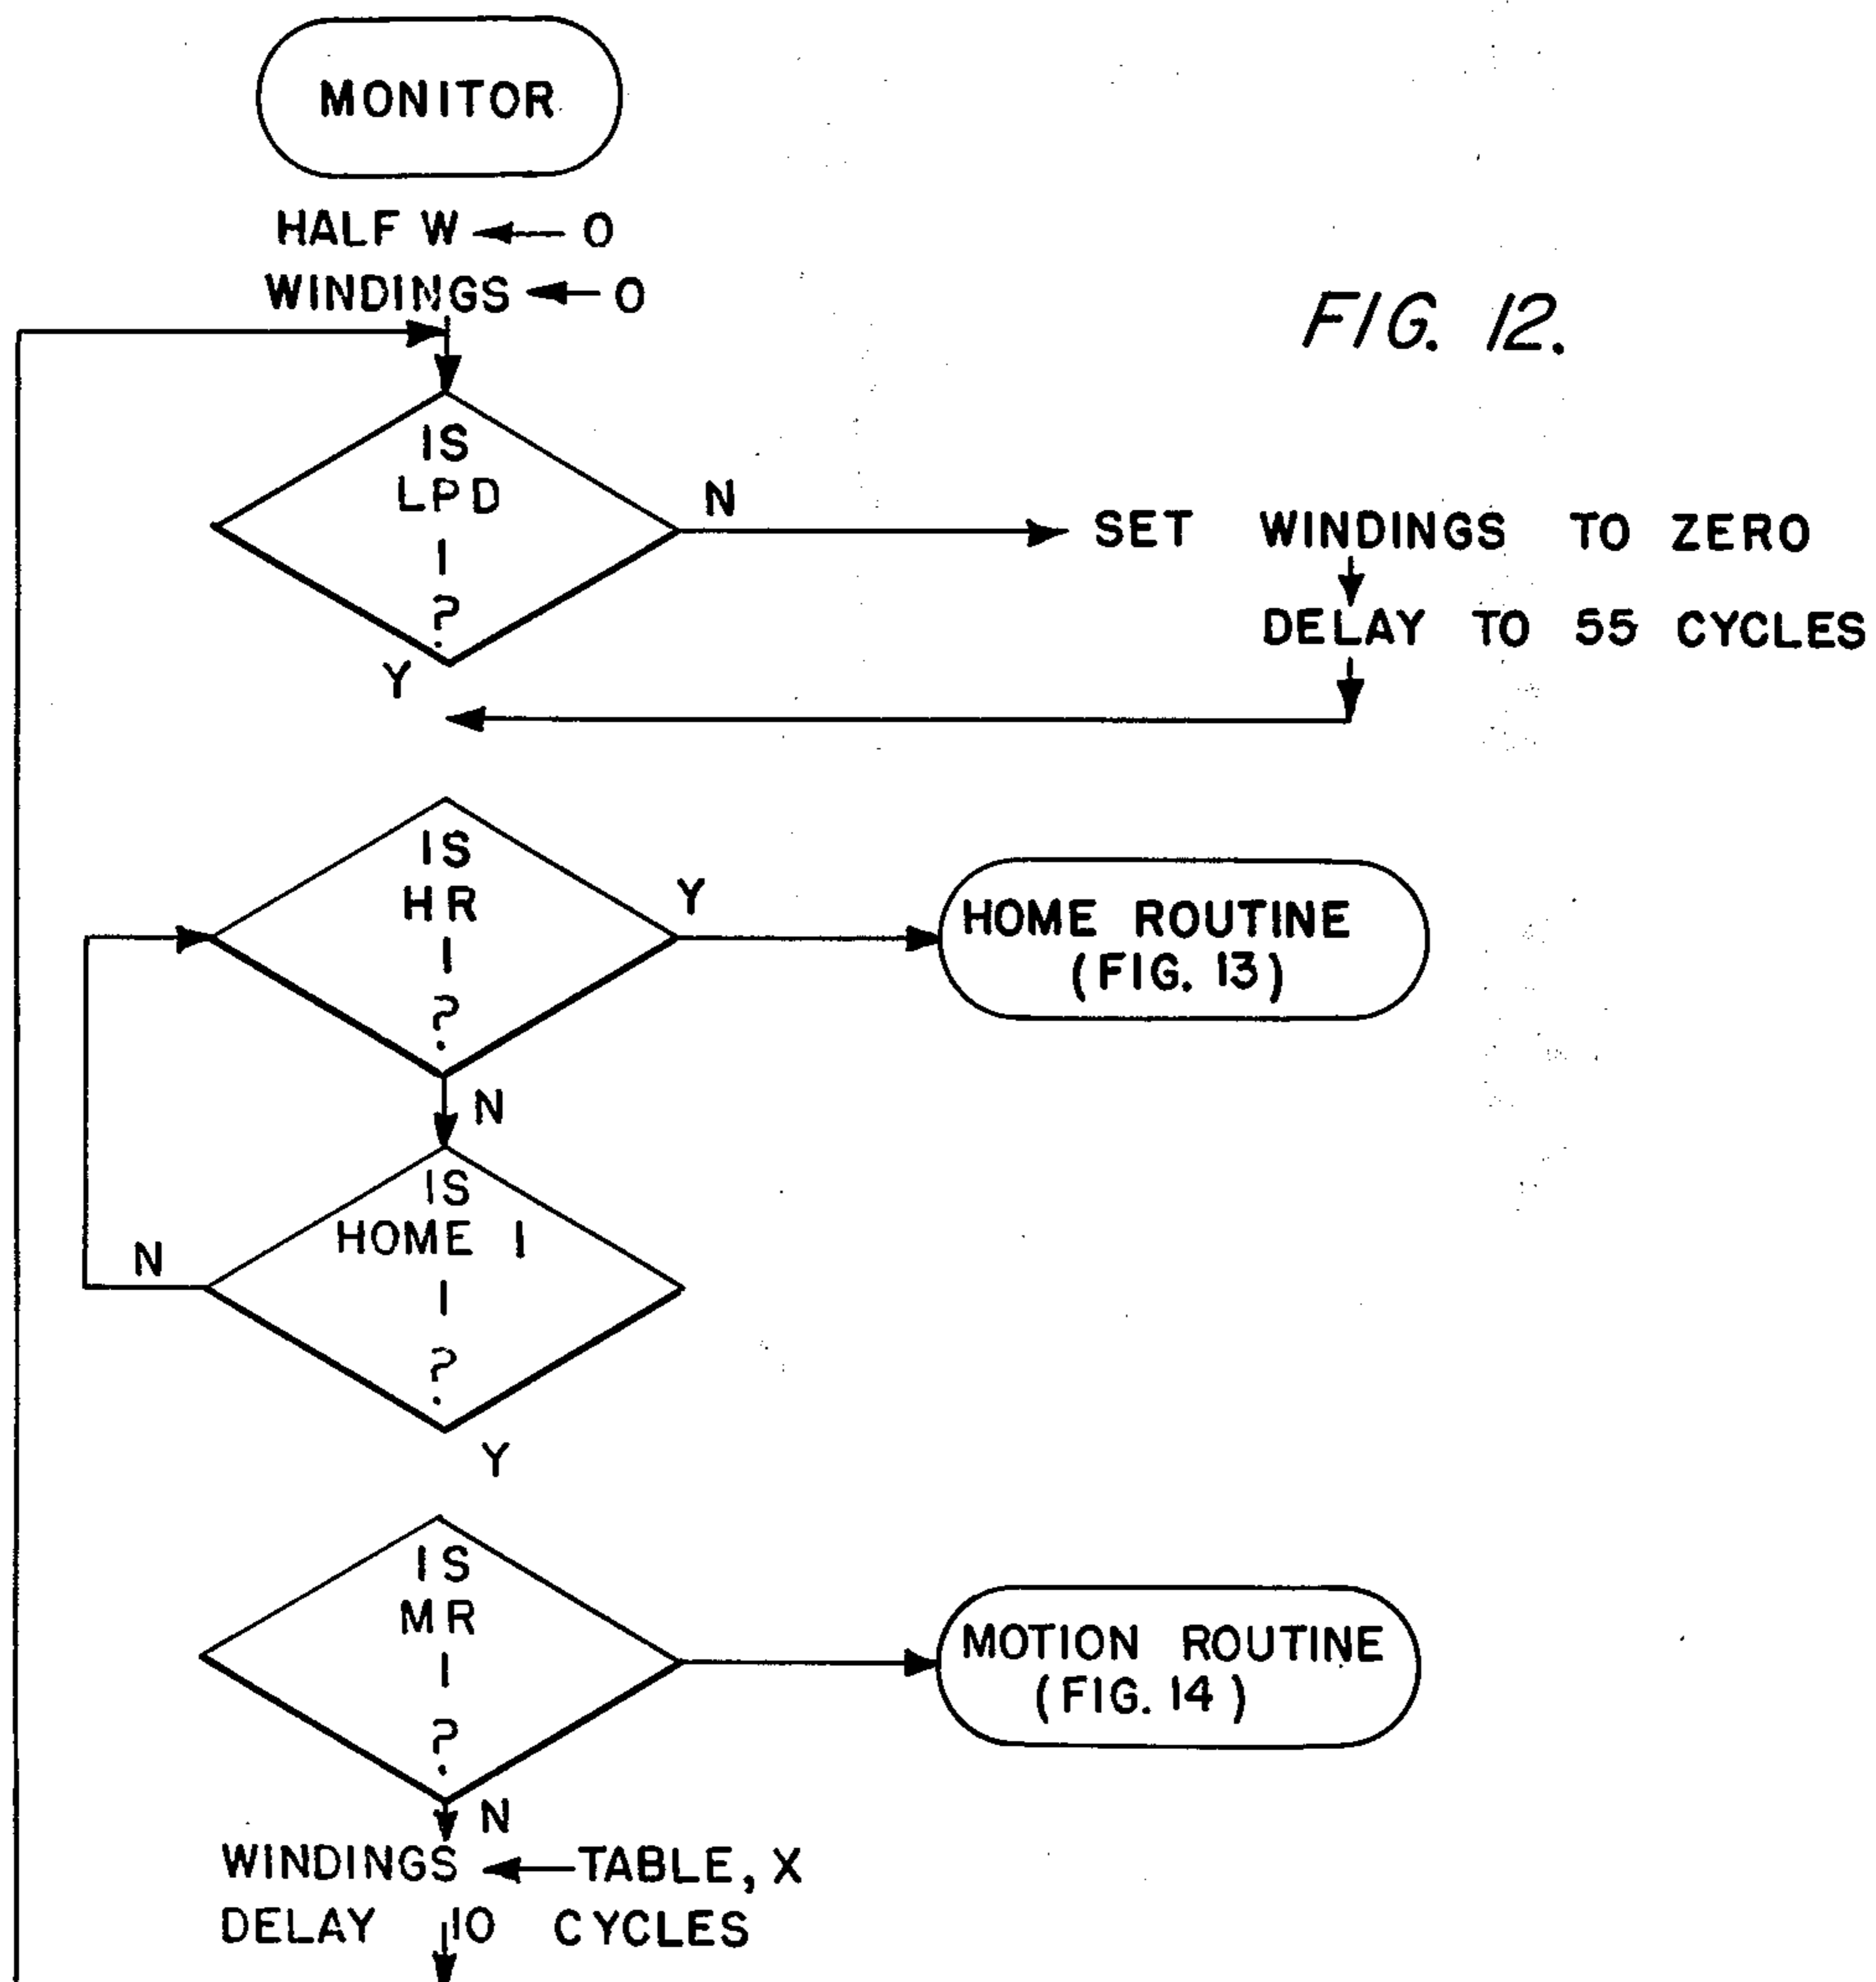 MONITOR
HALF W ← O
WINDINGS ← O
FIG. 12.
IS
LPD
1
?
N
SET WINDINGS TO ZERO
DELAY TO 55 CYCLES
Y
IS
HR
1
?
Y
HOME ROUTINE
(FIG. 13)
N
IS
HOME 1
1
?
N
Y
IS
MR
1
?
MOTION ROUTINE
(FIG. 14)
N
WINDINGS ← TABLE, X
DELAY 10 CYCLES